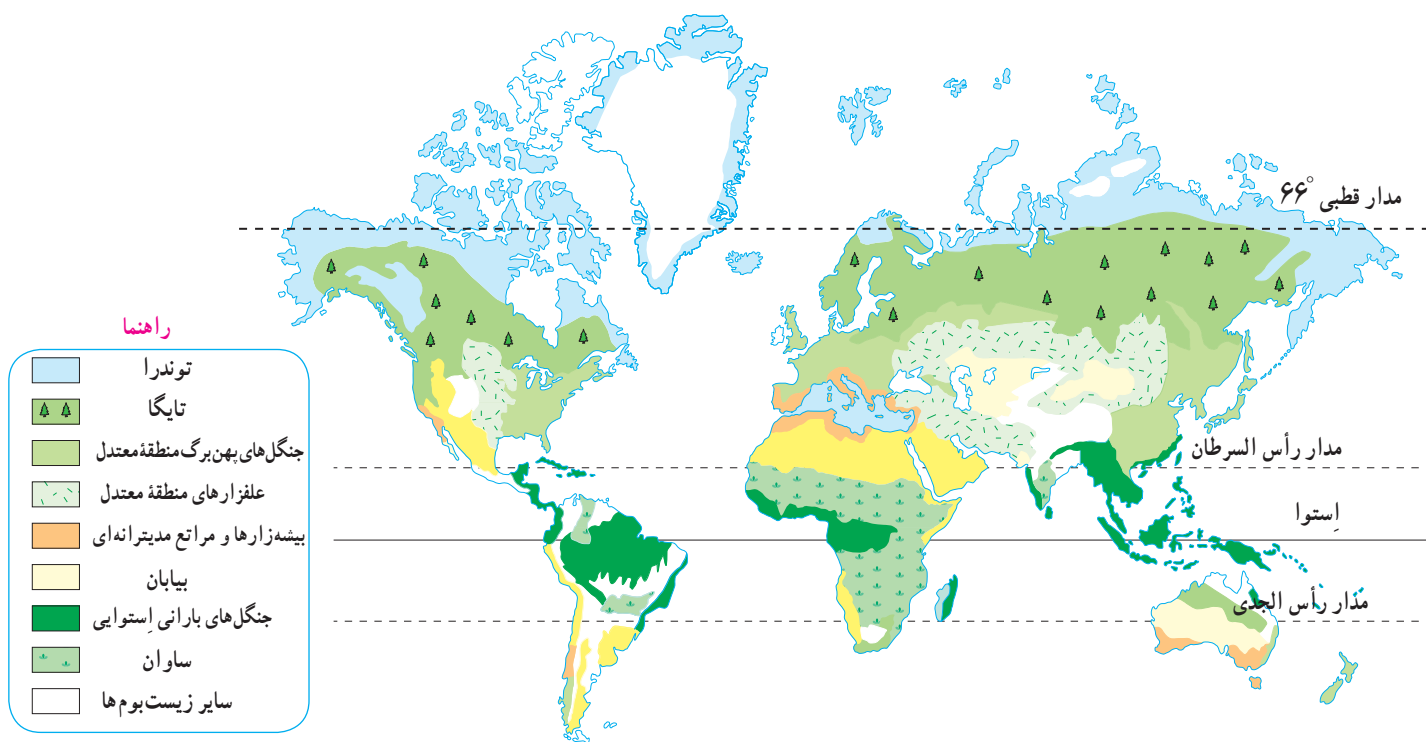 مدار قطبی ۶۶°
مدار رأس السرطان
اِستوا
مدار رأس الجدی
راهنما
توندرا
تایگا
جنگل‌های پهن‌برگ منطقهٔ معتدل
علفزارهای منطقهٔ معتدل
بیشه‌زارها و مراتع مدیترانه‌ای
بیابان
جنگل‌های بارانی اِستوایی
ساوان
سایر زیست‌بوم‌ها